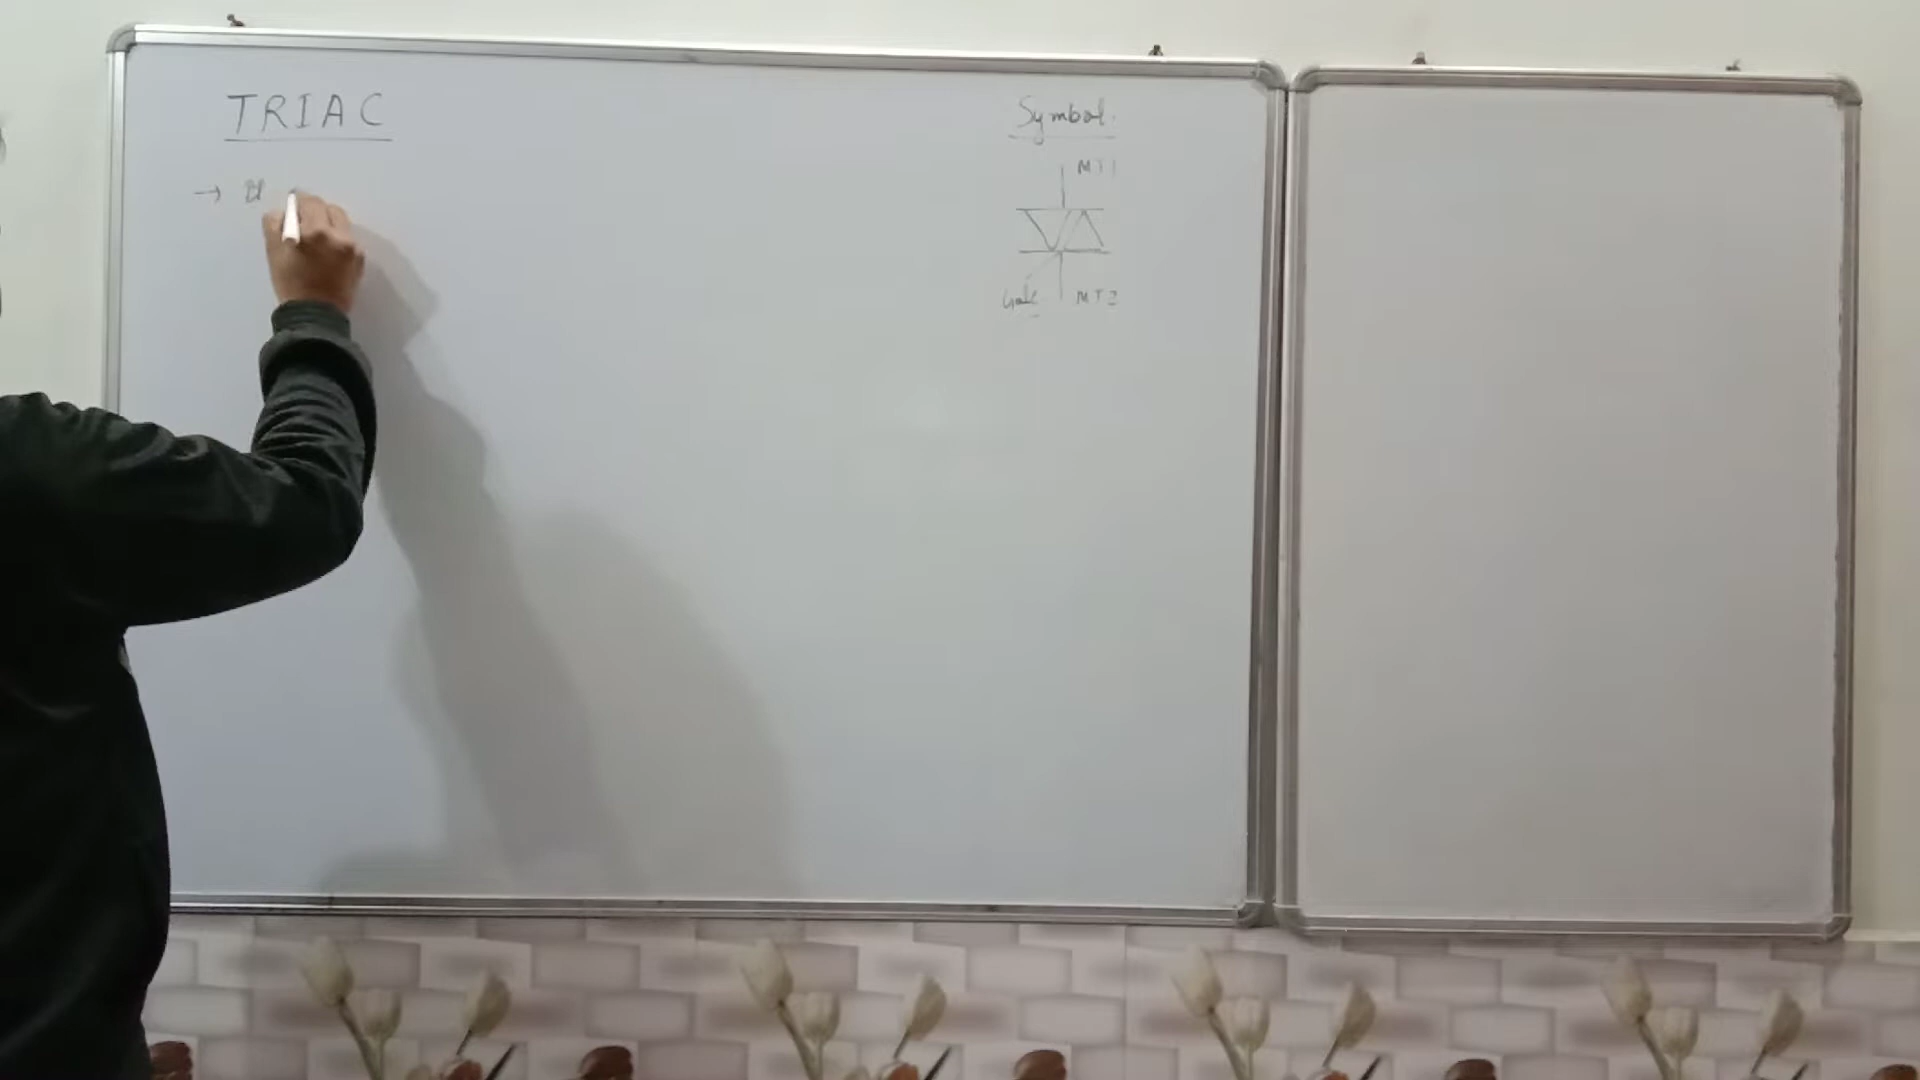 TRIAC
→
Symbol.
MT1
Gate
MT2